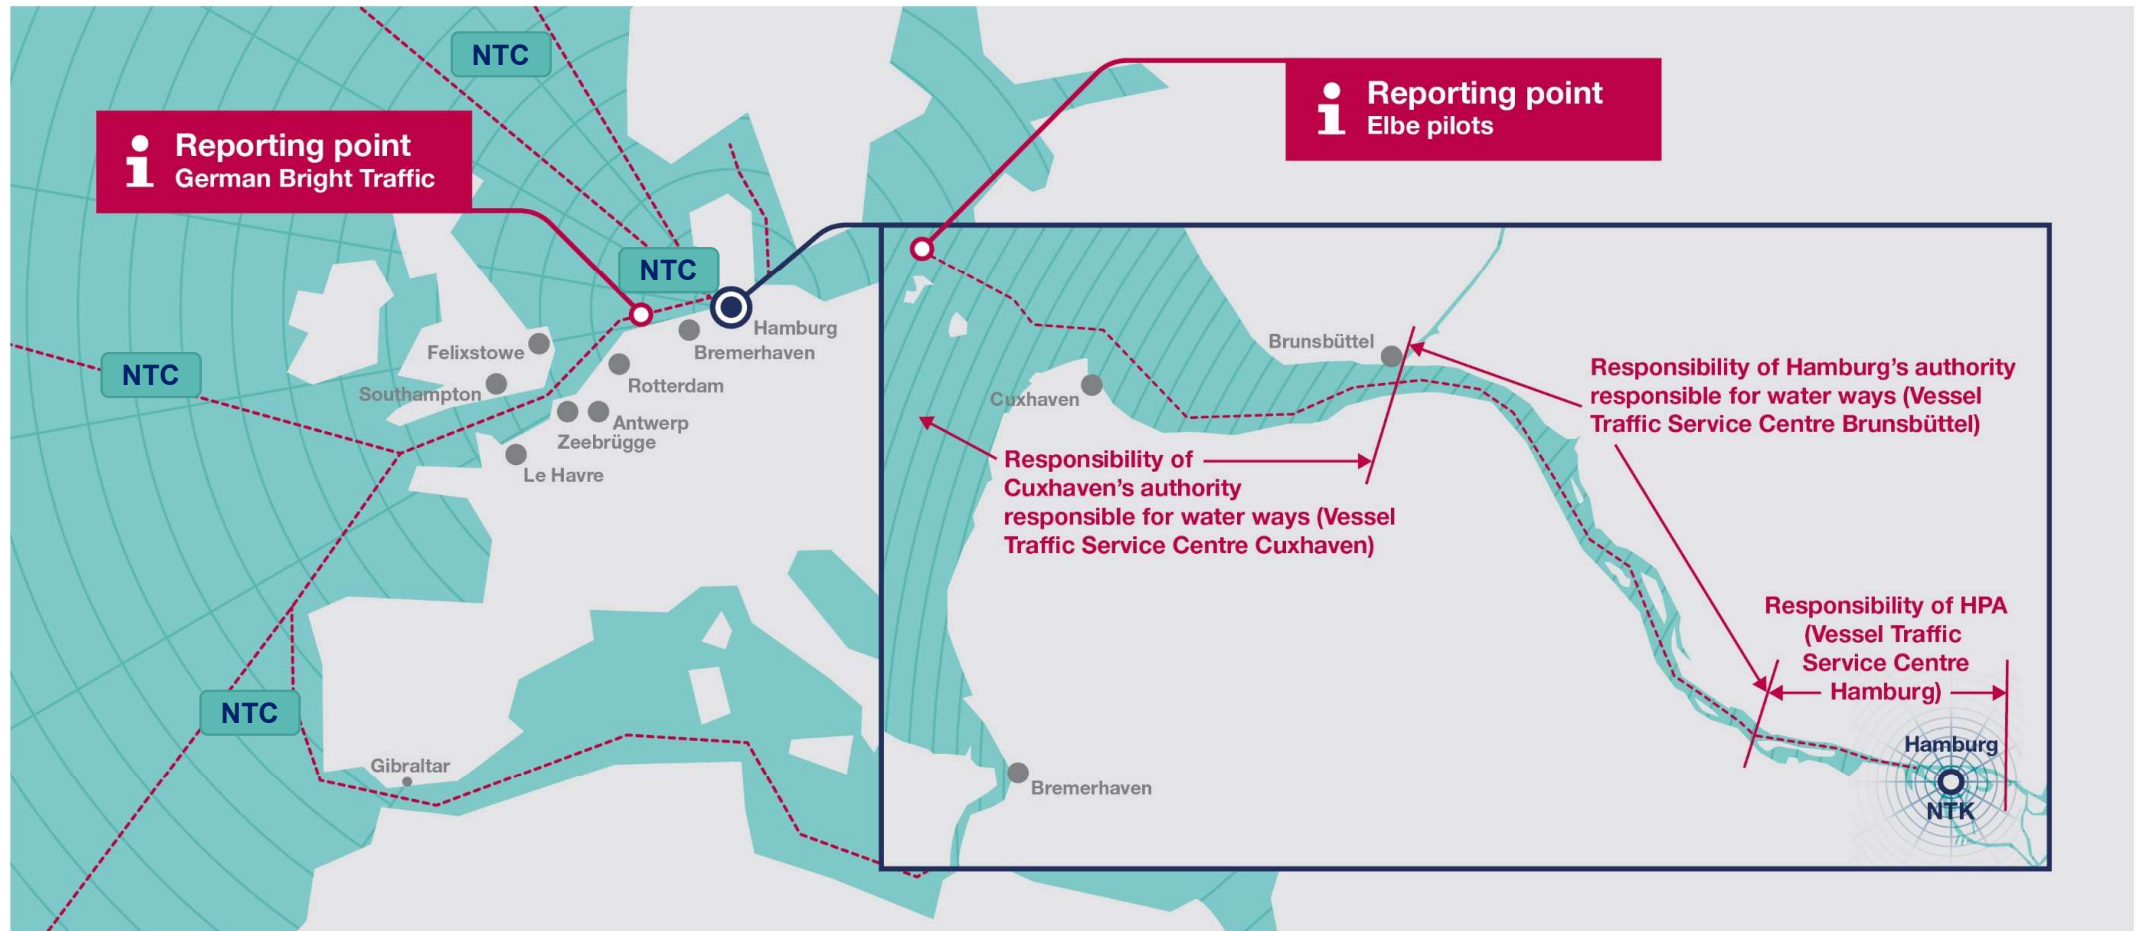 NTC
Reporting point
German Bright Traffic
Reporting point
Elbe pilots
NTC
NTC
NTC
Hamburg
Bremerhaven
Felixstowe
Rotterdam
Southampton
Antwerp
Zeebrügge
Le Havre
Gibraltar
Brunsbüttel
Cuxhaven
Responsibility of
Cuxhaven’s authority
responsible for water ways (Vessel
Traffic Service Centre Cuxhaven)
Responsibility of Hamburg’s authority
responsible for water ways (Vessel
Traffic Service Centre Brunsbüttel)
Responsibility of HPA
(Vessel Traffic
Service Centre
Hamburg)
Hamburg
NTK
Bremerhaven